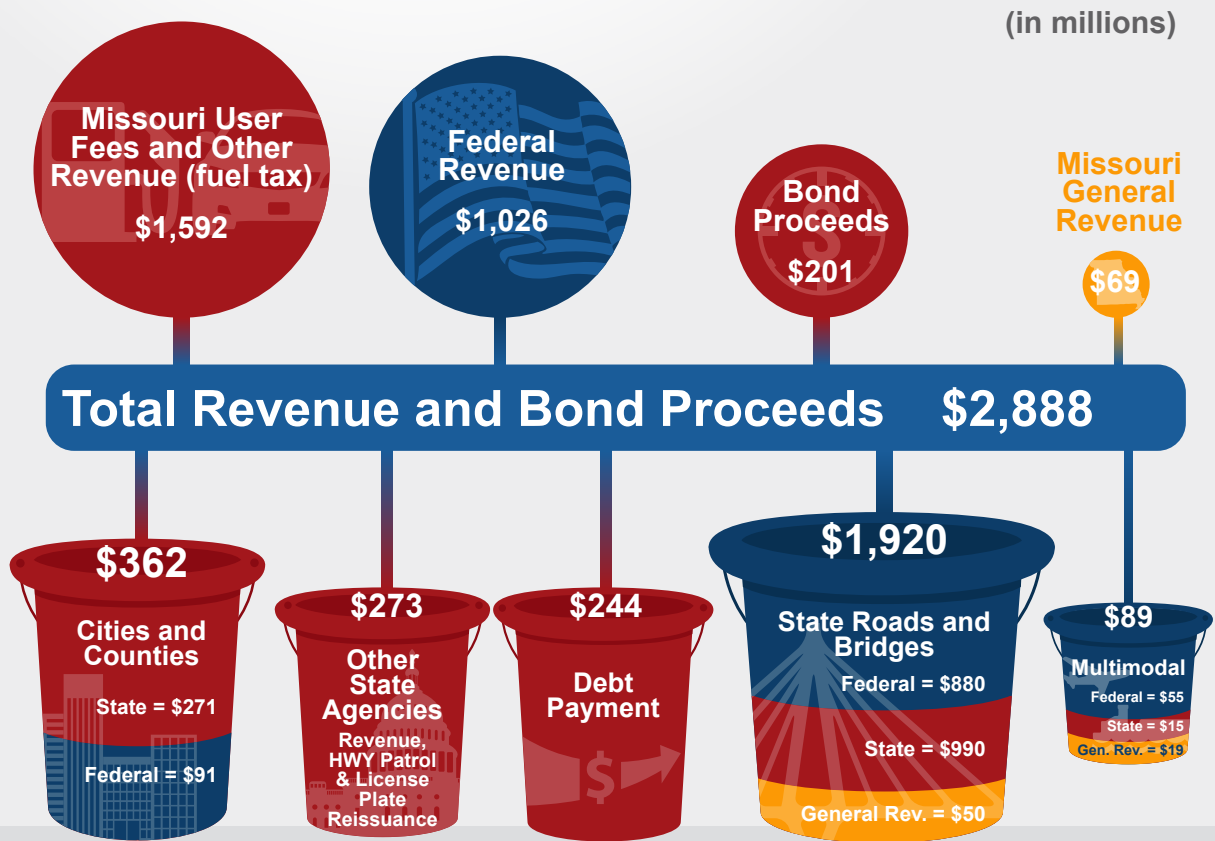 (in millions)
Missouri User
Fees and Other
Revenue (fuel tax)
$1,592
Federal
Revenue
$1,026
Bond
Proceeds
$201
Missouri
General
Revenue
$69
Total Revenue and Bond Proceeds $2,888
$362
Cities and
Counties
State = $271
Federal = $91
$273
Other
State
Agencies
Revenue,
HWY Patrol
& License
Plate
Reissuance
$244
Debt
Payment
$
$1,920
State Roads and
Bridges
Federal = $880
State = $990
General Rev. = $50
$89
Multimodal
Federal = $55
State = $15
Gen. Rev. = $19